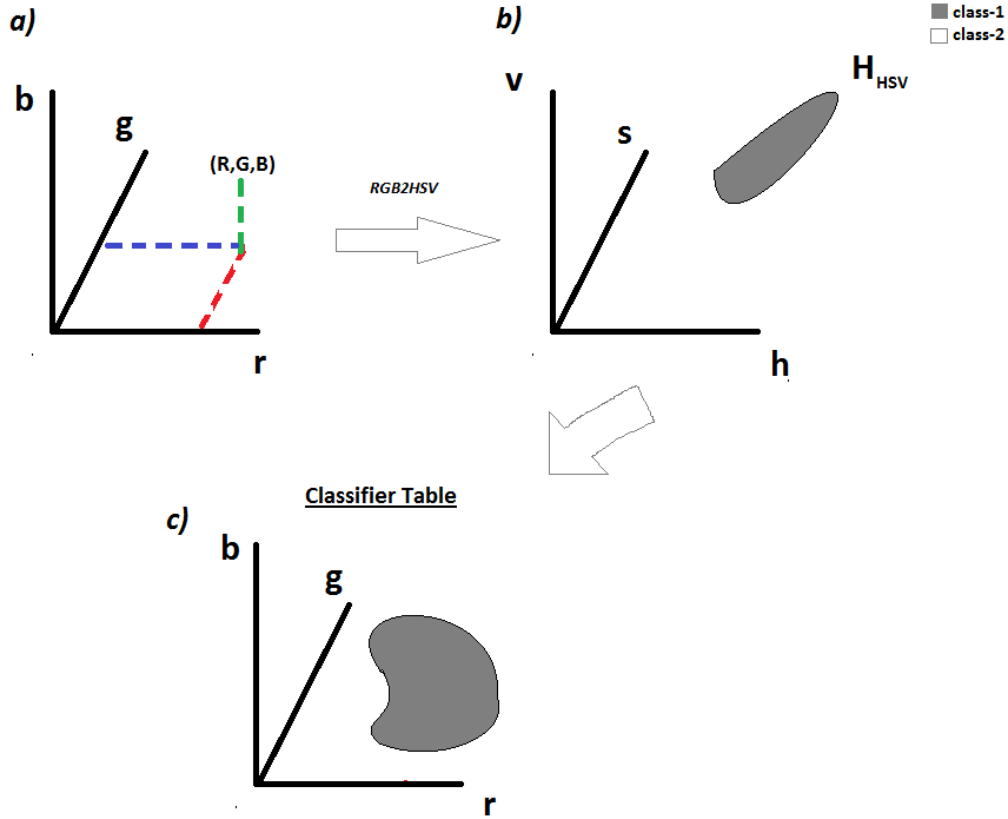 a)
b
g
(R,G,B)
r
RGB2HSV
b)
class-1
class-2
H HSV
v
s
h
Classifier Table
c)
b
g
r